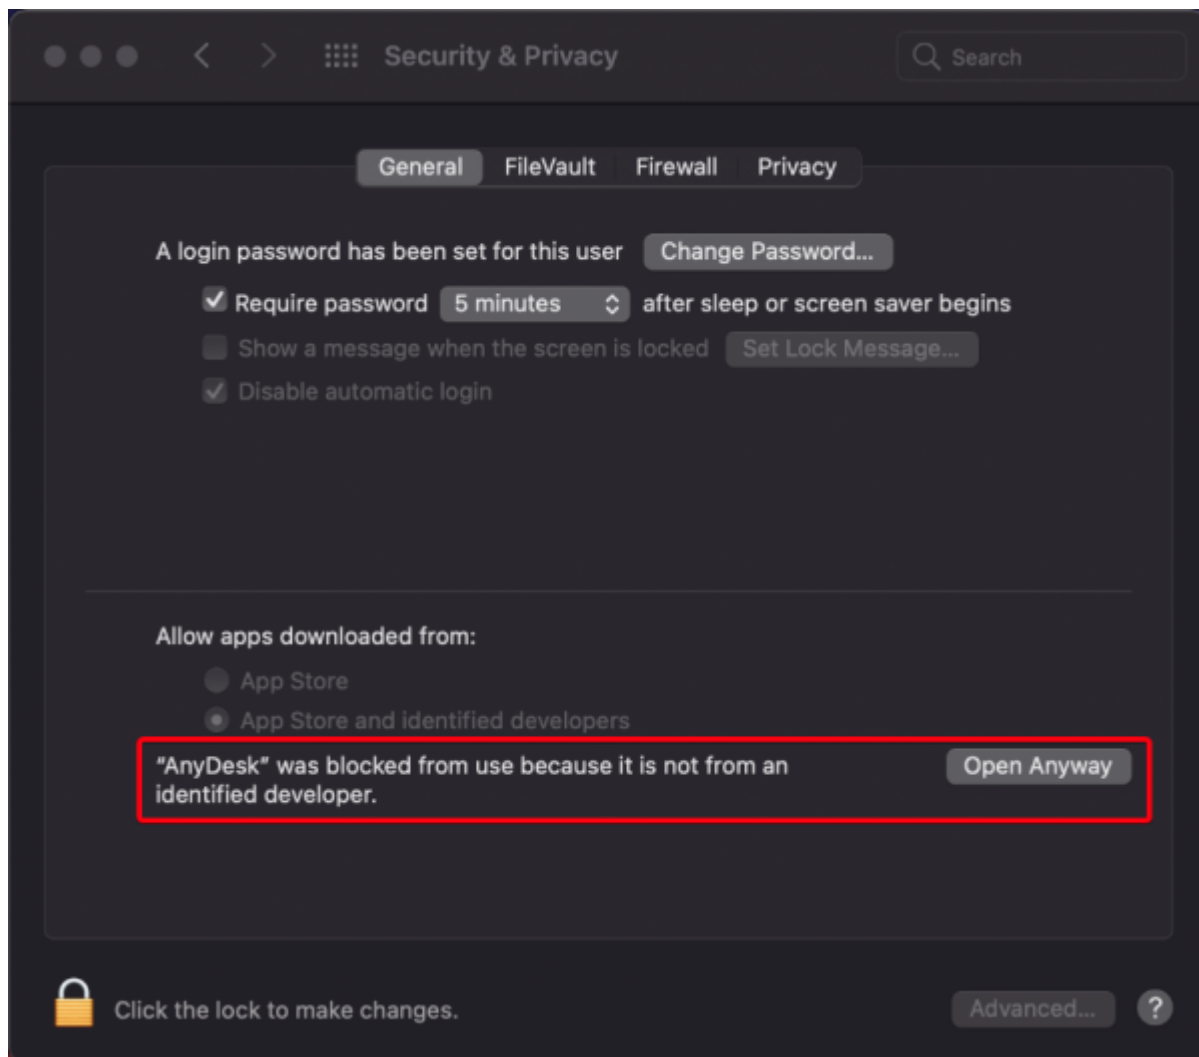 Security & Privacy
Search
General FileVault Firewall Privacy
A login password has been set for this user Change Password...
Require password 5 minutes after sleep or screen saver begins
Show a message when the screen is locked Set Lock Message...
Disable automatic login
Allow apps downloaded from:
App Store
App Store and identified developers
“AnyDesk” was blocked from use because it is not from an Open Anyway
identified developer.
Click the lock to make changes. Advanced... ?